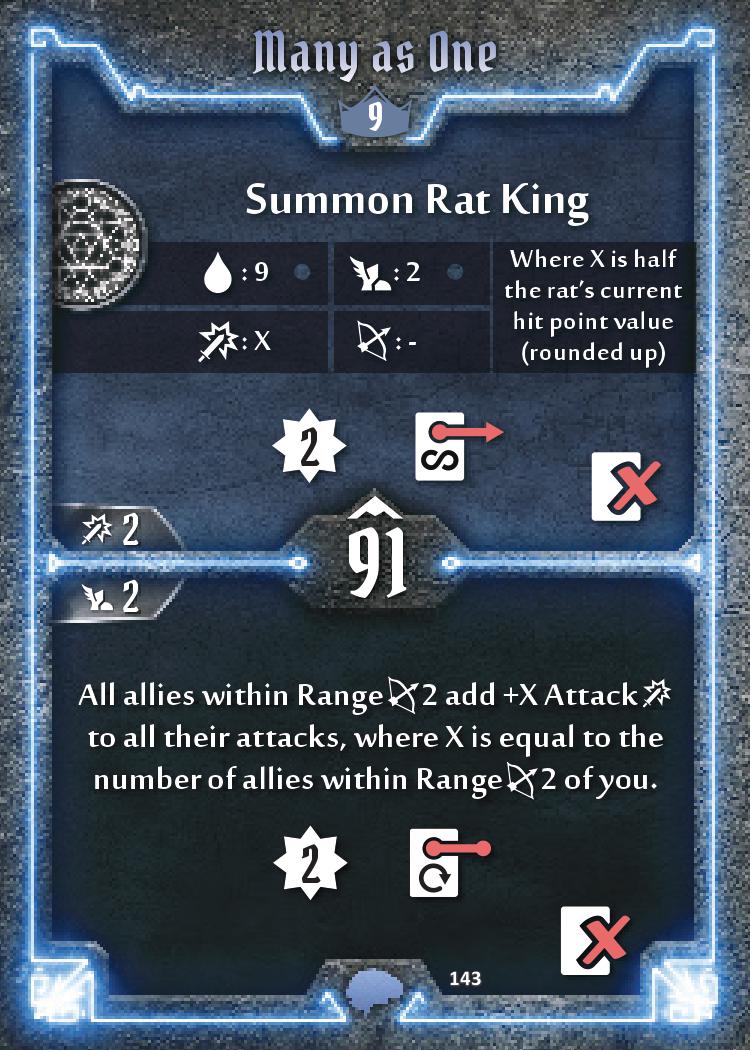 Many as One
9
Summon Rat King
: 9
: 2
: X
: -
Where X is half
the rat's current
hit point value
(rounded up)
2
2
91
2
All allies within Range 2 add +X Attack
to all their attacks, where X is equal to the
number of allies within Range 2 of you.
2
143